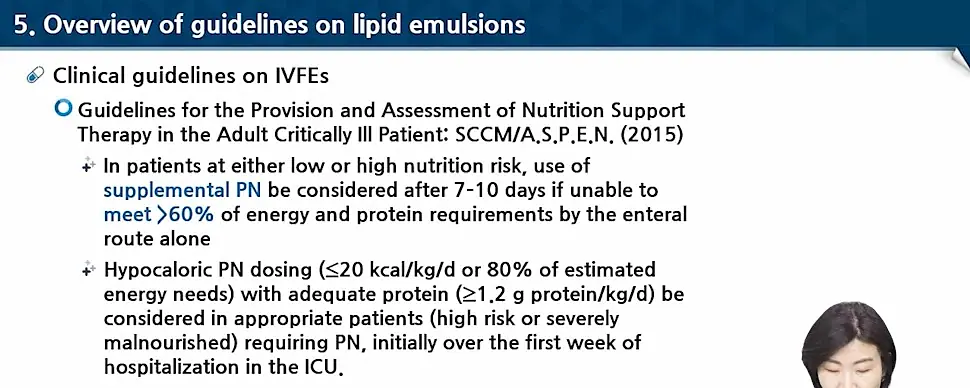 5. Overview of guidelines on lipid emulsions
Clinical guidelines on IVFEs
Guidelines for the Provision and Assessment of Nutrition Support
Therapy in the Adult Critically Ill Patient: SCCM/A.S.P.E.N. (2015)
In patients at either low or high nutrition risk, use of
supplemental PN be considered after 7-10 days if unable to
meet >60% of energy and protein requirements by the enteral
route alone
Hypocaloric PN dosing (≤20 kcal/kg/d or 80% of estimated
energy needs) with adequate protein (≥1.2 g protein/kg/d) be
considered in appropriate patients (high risk or severely
malnourished) requiring PN, initially over the first week of
hospitalization in the ICU.